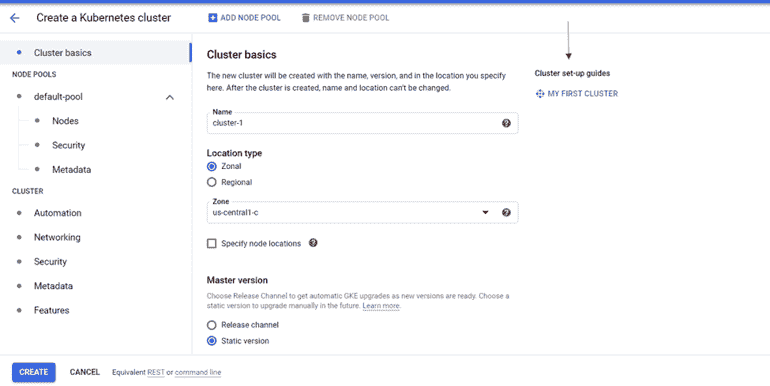 Create a Kubernetes cluster
ADD NODE POOL
REMOVE NODE POOL
Cluster basics
NODE POOLS
default-pool
Nodes
Security
Metadata
CLUSTER
Automation
Networking
Security
Metadata
Features
Cluster basics
The new cluster will be created with the name, version, and in the location you specify
here. After the cluster is created, name and location can't be changed.
Name
cluster-1
Location type
Zonal
Regional
Zone
us-central1-c
Specify node locations
Master version
Choose Release Channel to get automatic GKE upgrades as new versions are ready. Choose a
static version to upgrade manually in the future. Learn more.
Release channel
Static version
Cluster set-up guides
MY FIRST CLUSTER
CREATE
CANCEL
Equivalent REST or command line